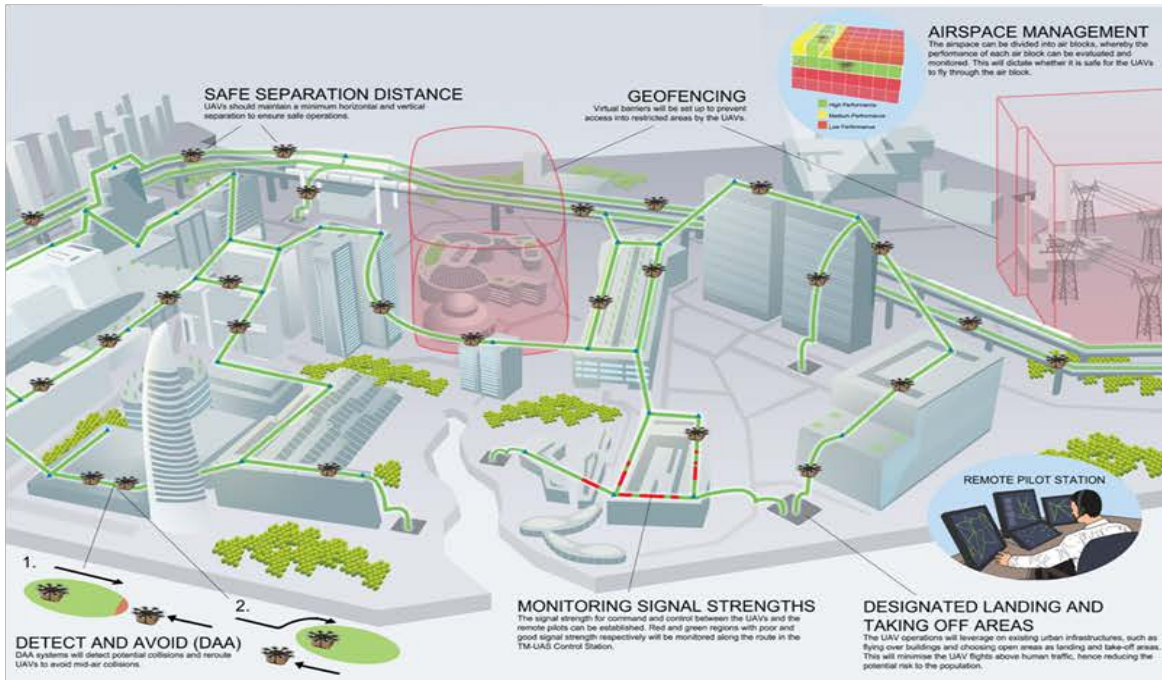 AIRSPACE MANAGEMENT
The airspace can be divided into air blocks, whereby the
performance of each air block can be evaluated and
monitored. This will dictate whether it is safe for the UAVs
to fly through the air block.
High Performance
Medium Performance
Low Performance
SAFE SEPARATION DISTANCE
UAVs should maintain a minimum horizontal and vertical
separation to ensure safe operations.
GEOFENCING
Virtual barriers will be set up to prevent
access into restricted areas by the UAVs.
REMOTE PILOT STATION
1.
2.
DETECT AND AVOID (DAA)
DAA systems will detect potential collisions and reroute
UAVs to avoid mid-air collisions.
MONITORING SIGNAL STRENGTHS
The signal strength for command and control between the UAVs and the
remote pilots can be established. Red and green regions with poor and
good signal strength respectively will be monitored along the route in the
TM-UAS Control Station.
DESIGNATED LANDING AND
TAKING OFF AREAS
The UAV operations will leverage on existing urban infrastructures, such as
flying over buildings and choosing open areas as landing and take-off areas.
This will minimise the UAV flights above human traffic, hence reducing the
potential risk to the population.